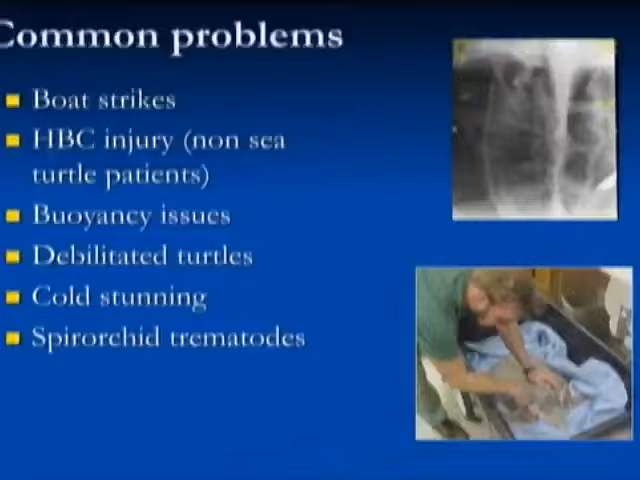 Common problems
Boat strikes
HBC injury (non sea
turtle patients)
Buoyancy issues
Debilitated turtles
Cold stunning
Spirorchid trematodes